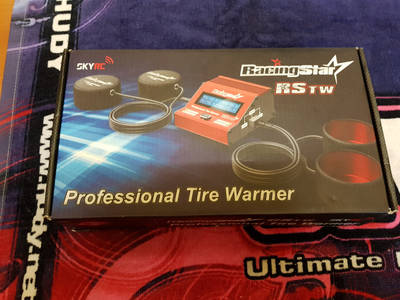 SKYRC
RacingStar
RSTW
Professional Tire Warmer
HUDY
www.hudy.net
Ultimate